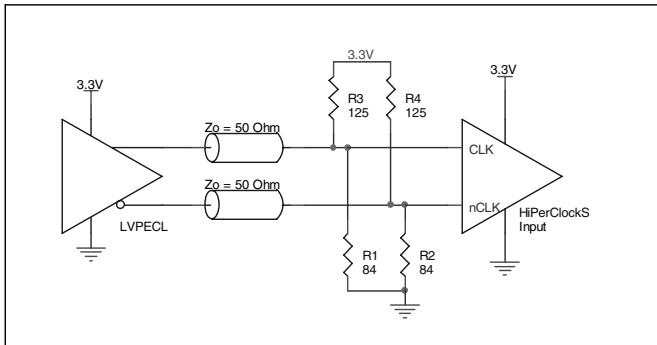 3.3V
3.3V
3.3V
R3
125
R4
125
Zo = 50 Ohm
CLK
Zo = 50 Ohm
nCLK
HiPerClockS
Input
LVPECL
R1
84
R2
84